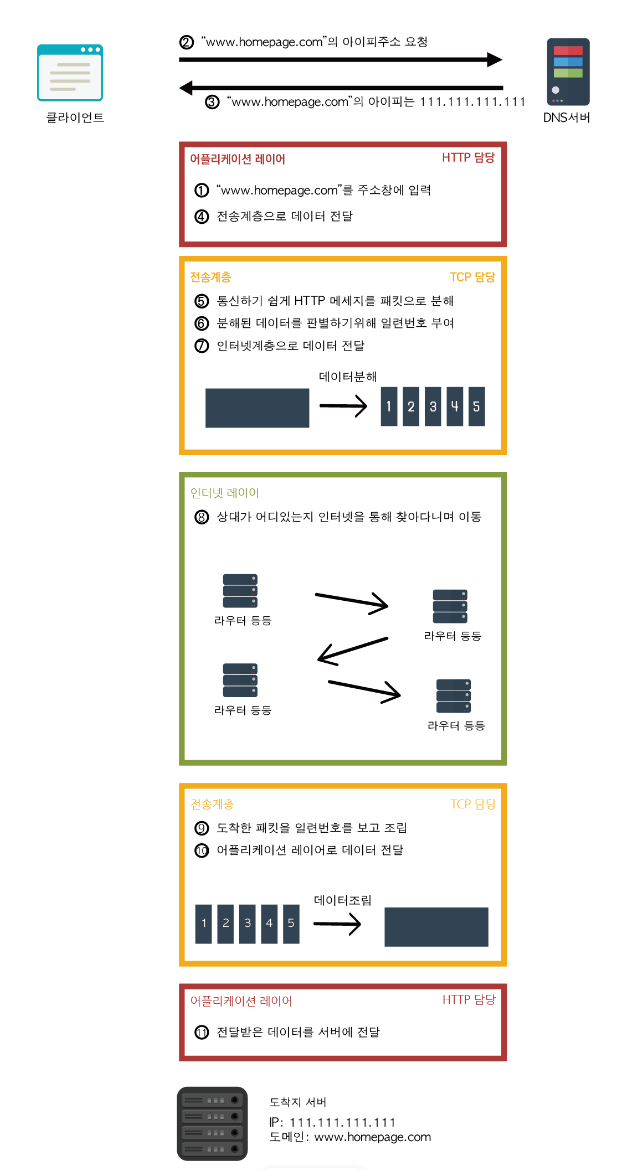 ② “www.homepage.com”의 아이피주소 요청
③ “www.homepage.com”의 아이피는 111.111.111.111
클라이언트
DNS서버
어플리케이션 레이어 HTTP 담당
① “www.homepage.com”를 주소창에 입력
④ 전송계층으로 데이터 전달
전송계층 TCP 담당
⑤ 통신하기 쉽게 HTTP 메세지를 패킷으로 분해
⑥ 분해된 데이터를 판별하기위해 일련번호 부여
⑦ 인터넷계층으로 데이터 전달
데이터분해
1 2 3 4 5
인터넷 레이어
⑧ 상대가 어디있는지 인터넷을 통해 찾아다니며 이동
라우터 등등
라우터 등등
라우터 등등
라우터 등등
전송계층 TCP 담당
⑨ 도착한 패킷을 일련번호를 보고 조립
⑩ 어플리케이션 레이어로 데이터 전달
데이터조립
1 2 3 4 5
어플리케이션 레이어 HTTP 담당
⑪ 전달받은 데이터를 서버에 전달
도착지 서버
IP: 111.111.111.111
도메인: www.homepage.com